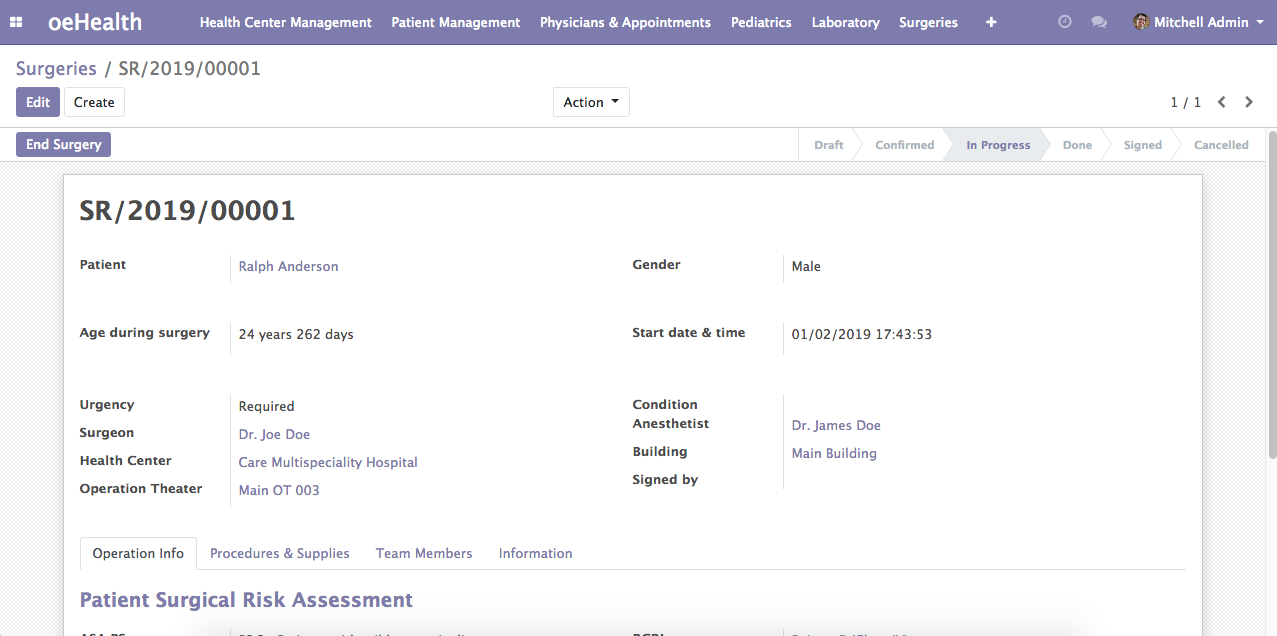 oeHealth Health Center Management Patient Management Physicians & Appointments Pediatrics Laboratory Surgeries + Mitchell Admin
Surgeries / SR/2019/00001
Edit Create Action 1 / 1
End Surgery Draft Confirmed In Progress Done Signed Cancelled
SR/2019/00001
Patient Ralph Anderson Gender Male
Age during surgery 24 years 262 days Start date & time 01/02/2019 17:43:53
Urgency Required Condition
Surgeon Dr. Joe Doe Anesthetist Dr. James Doe
Health Center Care Multispeciality Hospital Building Main Building
Operation Theater Main OT 003 Signed by
Operation Info Procedures & Supplies Team Members Information
Patient Surgical Risk Assessment